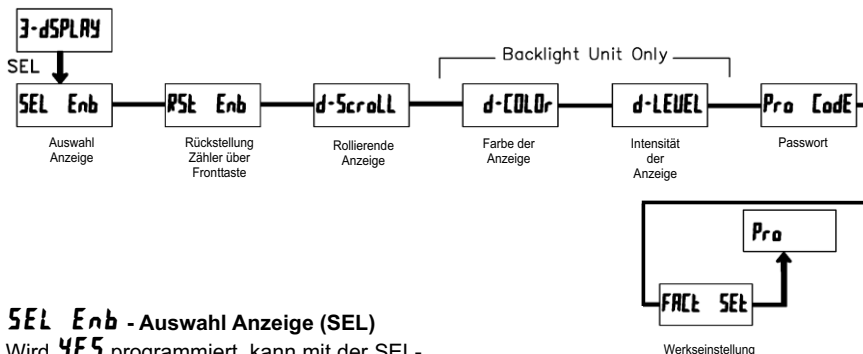 3-dSPLAY
SEL
Backlight Unit Only
SEL Enb
RSt Enb
d-ScroLL
d-COLOr
d-LEVEL
Pro CodE
Auswahl
Anzeige
Rückstellung
Zähler über
Fronttaste
Rollierende
Anzeige
Farbe der
Anzeige
Intensität
der
Anzeige
Passwort
Pro
FACt SEt
Werkseinstellung
SEL Enb - Auswahl Anzeige (SEL)
Wird YES programmiert, kann mit der SEL-